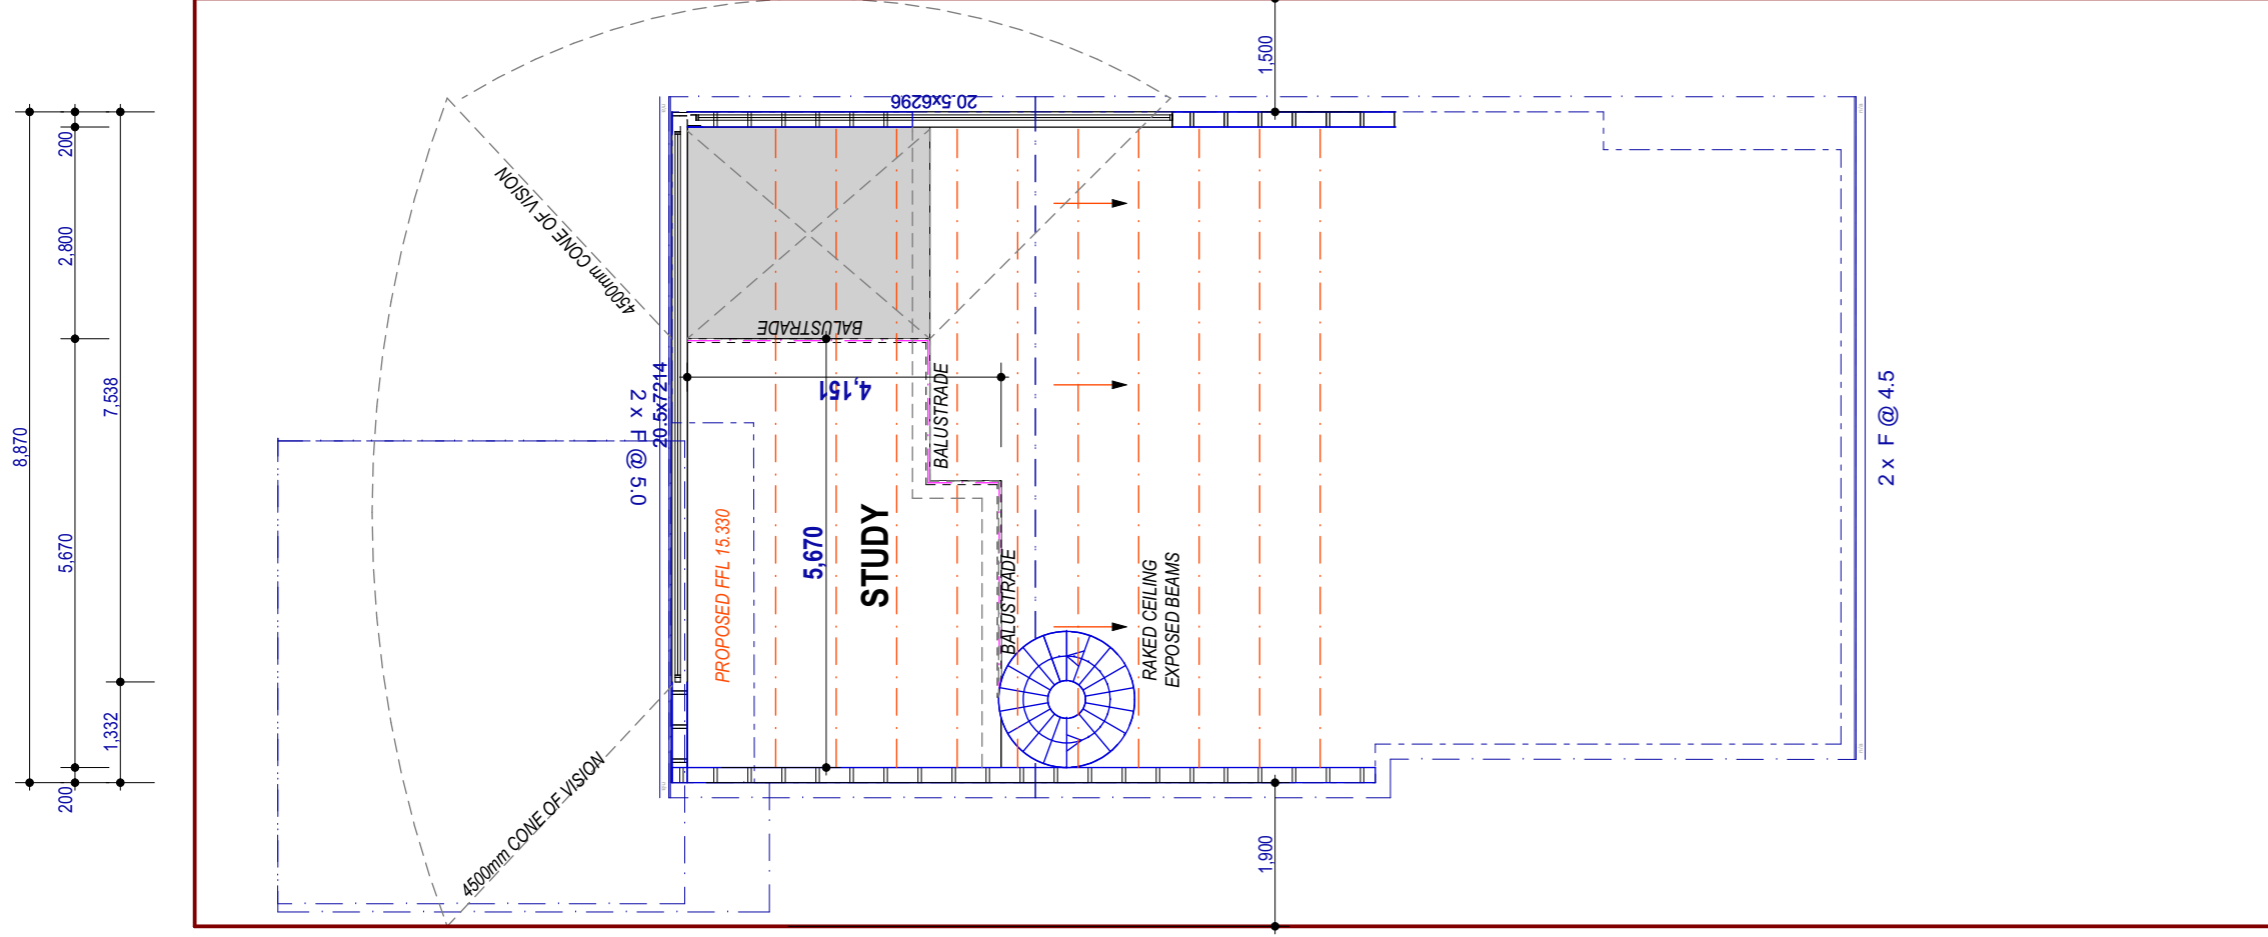 1,500
20.5x6296
200
2,800
5,670
200
8,870
7,538
1,332
4500mm CONE OF VISION
BALUSTRADE
4,151
20.5x7214
2 x F @ 5.0
BALUSTRADE
PROPOSED FFL 15.330
5,670
STUDY
BALUSTRADE
RAKED CEILING
EXPOSED BEAMS
2 x F @ 4.5
4500mm CONE OF VISION
1,900